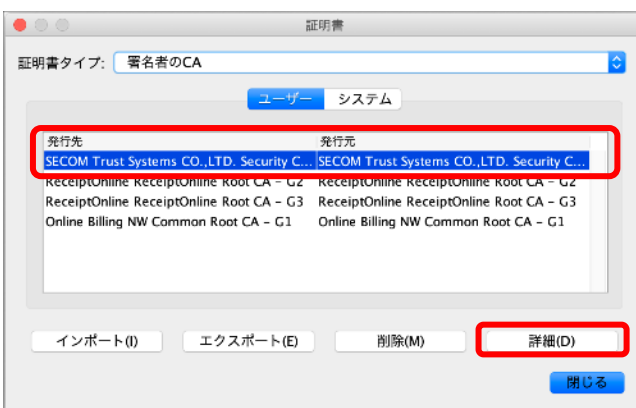 証明書
証明書タイプ: 署名者のCA
ユーザー システム
発行先 発行元
SECOM Trust Systems CO.,LTD. Security C... SECOM Trust Systems CO.,LTD. Security C...
ReceiptOnline ReceiptOnline Root CA – G2 ReceiptOnline ReceiptOnline Root CA – G2
ReceiptOnline ReceiptOnline Root CA – G3 ReceiptOnline ReceiptOnline Root CA – G3
Online Billing NW Common Root CA – G1 Online Billing NW Common Root CA – G1
インポート(I) エクスポート(E) 削除(M) 詳細(D)
閉じる